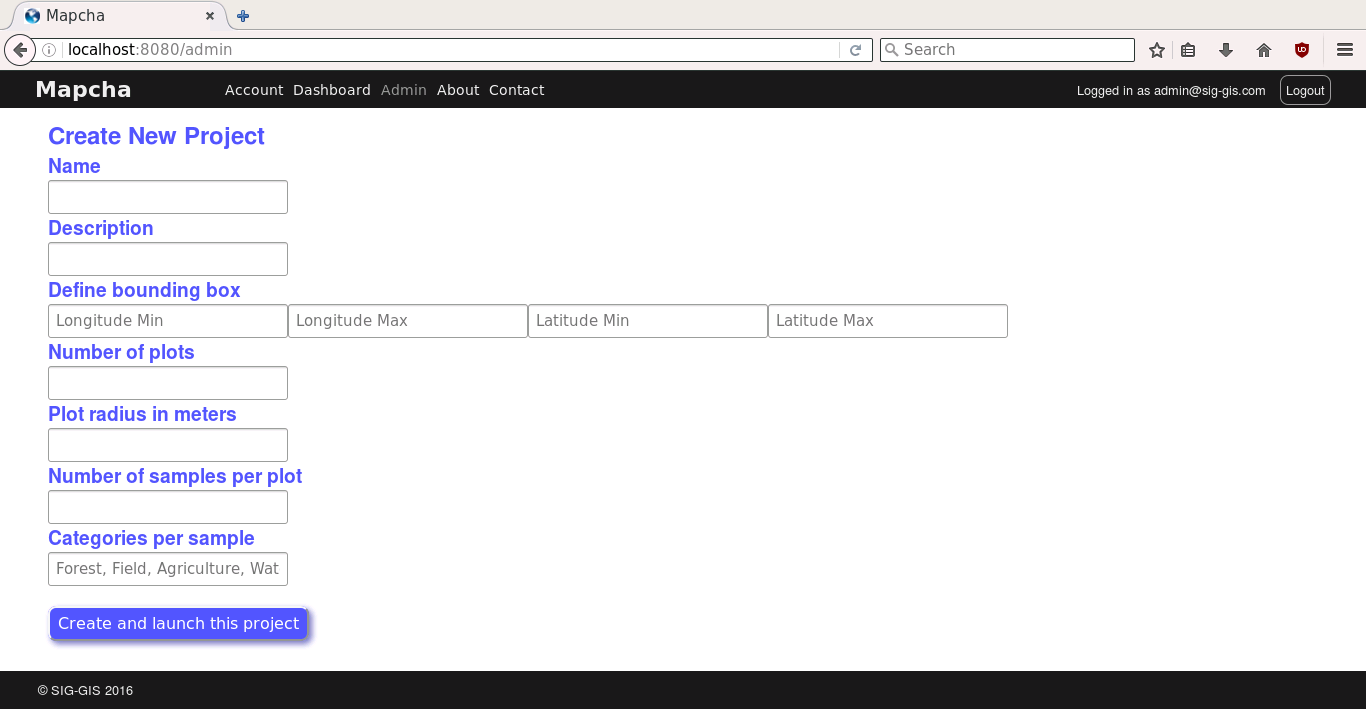 Mapcha
localhost:8080/admin
Search
Mapcha Account Dashboard Admin About Contact Logged in as admin@sig-gis.com Logout
Create New Project
Name
Description
Define bounding box
Longitude Min Longitude Max Latitude Min Latitude Max
Number of plots
Plot radius in meters
Number of samples per plot
Categories per sample
Forest, Field, Agriculture, Wat
Create and launch this project
© SIG-GIS 2016